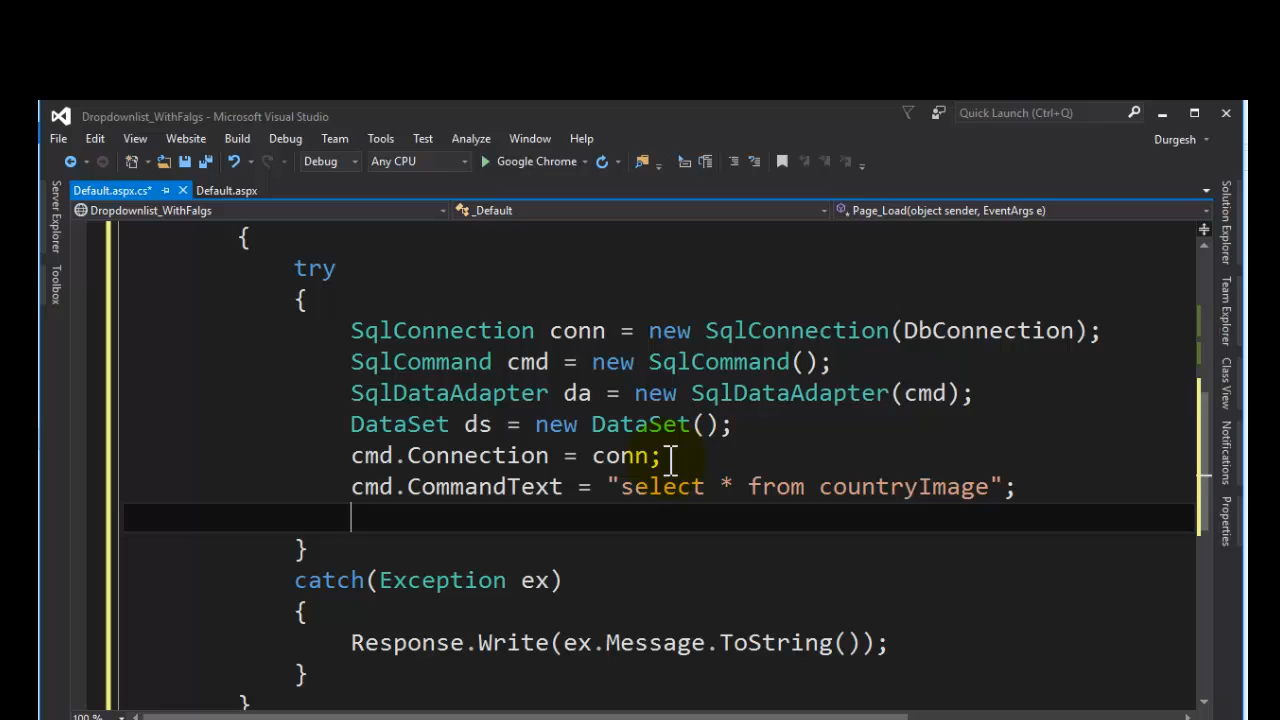 Dropdownlist_WithFalgs - Microsoft Visual Studio
Quick Launch (Ctrl+Q)
File Edit View Website Build Debug Team Tools Test Analyze Window Help
Durgesh
Debug Any CPU Google Chrome
Default.aspx.cs* Default.aspx
Dropdownlist_WithFalgs _Default Page_Load(object sender, EventArgs e)
Server Explorer
Toolbox
Solution Explorer
Team Explorer
Class View
Notifications
Properties
{
try
{
SqlConnection conn = new SqlConnection(DbConnection);
SqlCommand cmd = new SqlCommand();
SqlDataAdapter da = new SqlDataAdapter(cmd);
DataSet ds = new DataSet();
cmd.Connection = conn;
cmd.CommandText = "select * from countryImage";
}
catch(Exception ex)
{
Response.Write(ex.Message.ToString());
}
}
100 %